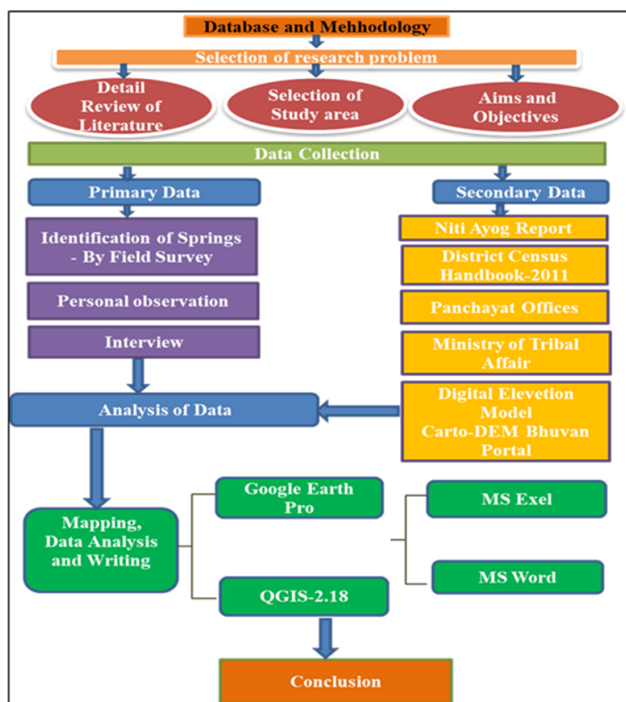 Database and Mehhodology
Selection of research problem
Detail
Review of
Literature
Selection of
Study area
Aims and
Objectives
Data Collection
Primary Data
Secondary Data
Identification of Springs
- By Field Survey
Personal observation
Interview
Niti Ayog Report
District Census
Handbook-2011
Panchayat Offices
Ministry of Tribal
Affair
Digital Elevetion
Model
Carto-DEM Bhuvan
Portal
Analysis of Data
Mapping,
Data Analysis
and Writing
Google Earth
Pro
QGIS-2.18
MS Exel
MS Word
Conclusion